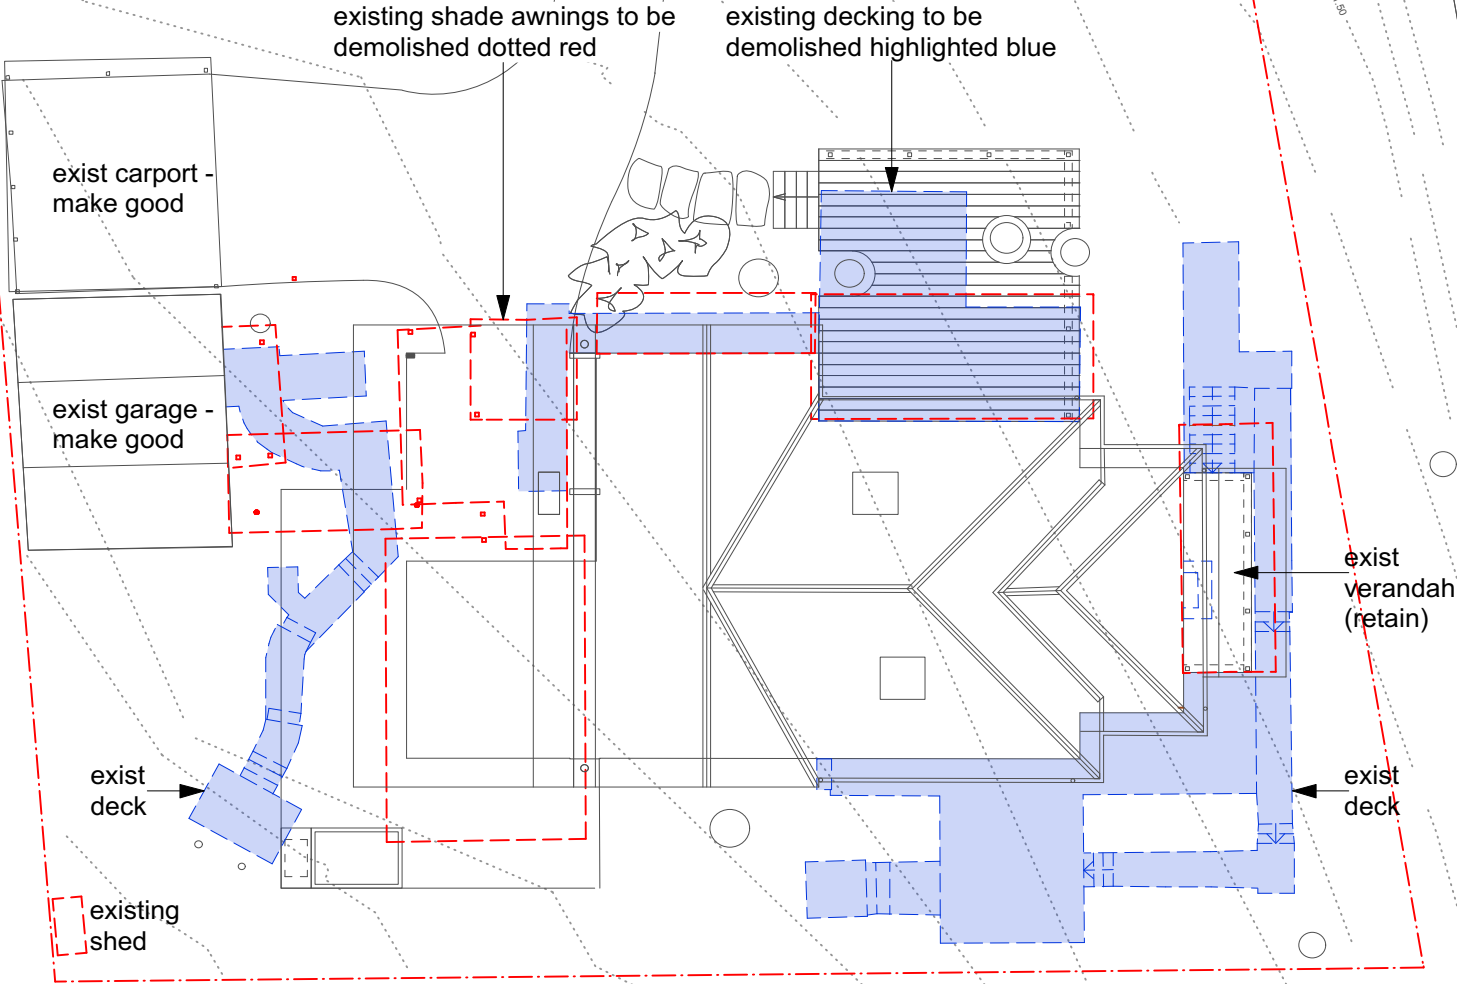 existing shade awnings to be
demolished dotted red
existing decking to be
demolished highlighted blue
.50
exist carport -
make good
exist garage -
make good
exist
verandah
(retain)
exist
deck
exist
deck
existing
shed